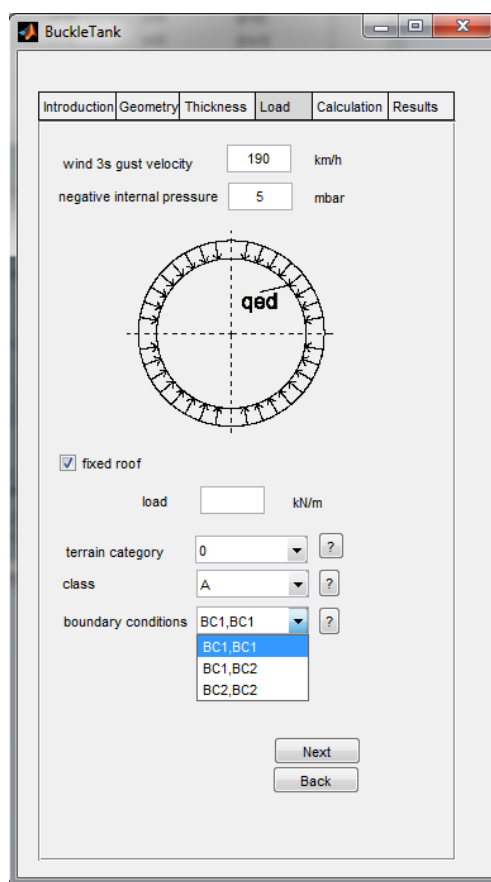 BuckleTank
Introduction Geometry Thickness Load Calculation Results
wind 3s gust velocity 190 km/h
negative internal pressure 5 mbar
qed
fixed roof
load kN/m
terrain category 0 ?
class A ?
boundary conditions BC1,BC1 ?
BC1,BC1
BC1,BC2
BC2,BC2
Next
Back